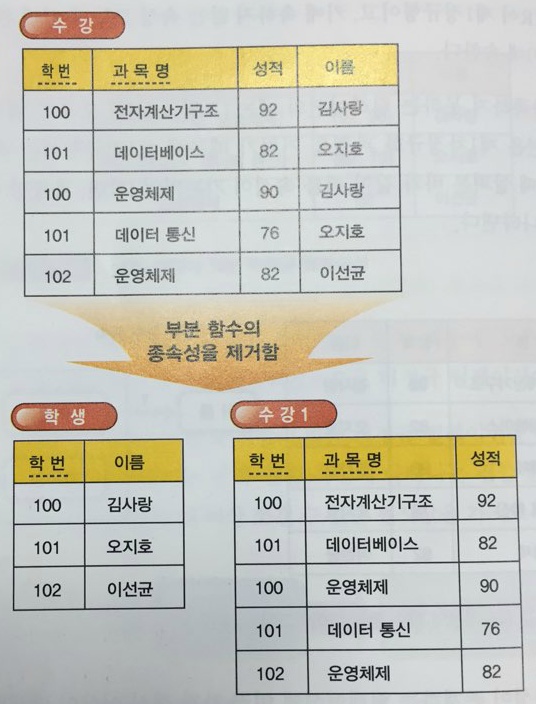 수 강
학 번 과 목 명 성적 이름
100 전자계산기구조 92 김사랑
101 데이터베이스 82 오지호
100 운영체제 90 김사랑
101 데이터 통신 76 오지호
102 운영체제 82 이선균
부분 함수의
종속성을 제거함
학 생
학 번 이름
100 김사랑
101 오지호
102 이선균
수 강 1
학 번 과 목 명 성적
100 전자계산기구조 92
101 데이터베이스 82
100 운영체제 90
101 데이터 통신 76
102 운영체제 82